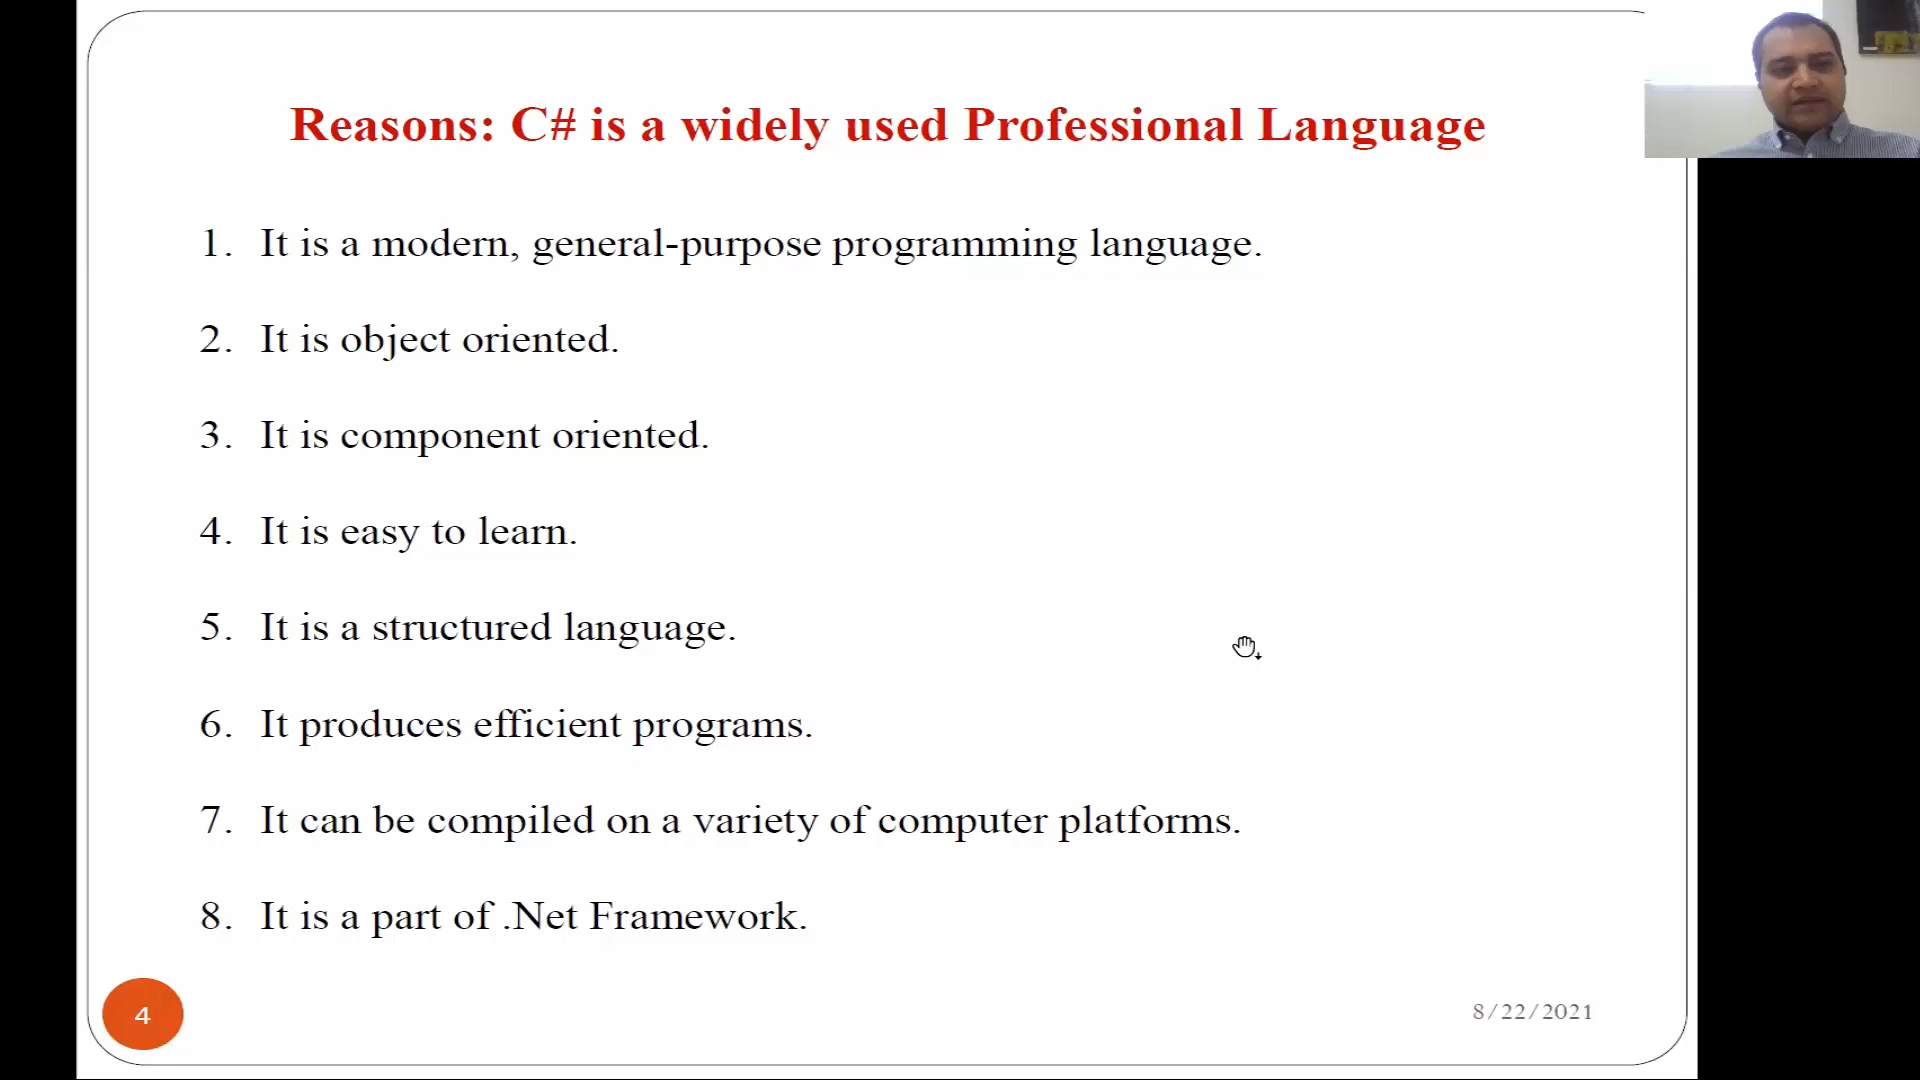 Reasons: C# is a widely used Professional Language
1. It is a modern, general-purpose programming language.
2. It is object oriented.
3. It is component oriented.
4. It is easy to learn.
5. It is a structured language.
6. It produces efficient programs.
7. It can be compiled on a variety of computer platforms.
8. It is a part of .Net Framework.
4
8/22/2021